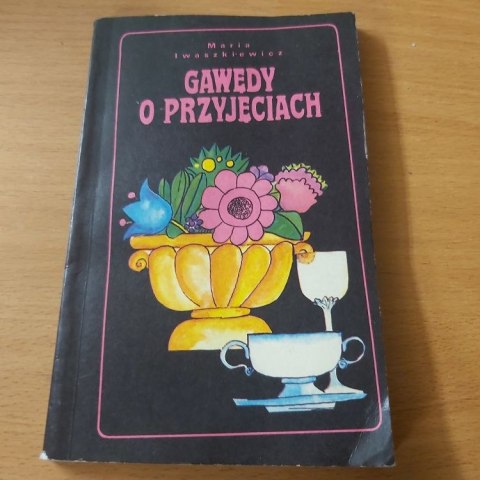 Maria
Iwaszkiewicz
GAWĘDY
O PRZYJĘCIACH